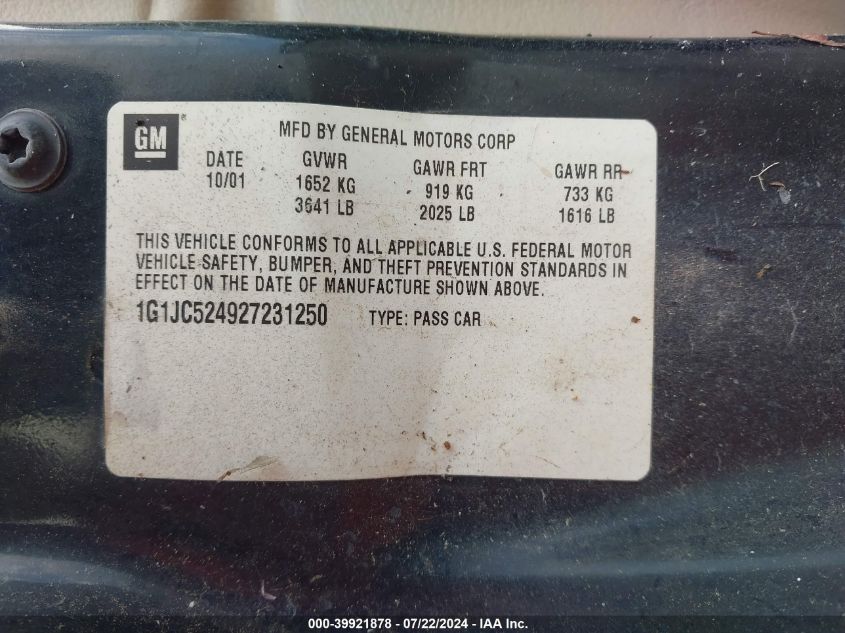 GM
MFD BY GENERAL MOTORS CORP
DATE GVWR GAWR FRT GAWR RR
10/01 1652 KG 919 KG 733 KG
3641 LB 2025 LB 1616 LB
THIS VEHICLE CONFORMS TO ALL APPLICABLE U.S. FEDERAL MOTOR
VEHICLE SAFETY, BUMPER, AND THEFT PREVENTION STANDARDS IN
EFFECT ON THE DATE OF MANUFACTURE SHOWN ABOVE.
1G1JC524927231250 TYPE: PASS CAR
000-39921878 - 07/22/2024 - IAA Inc.